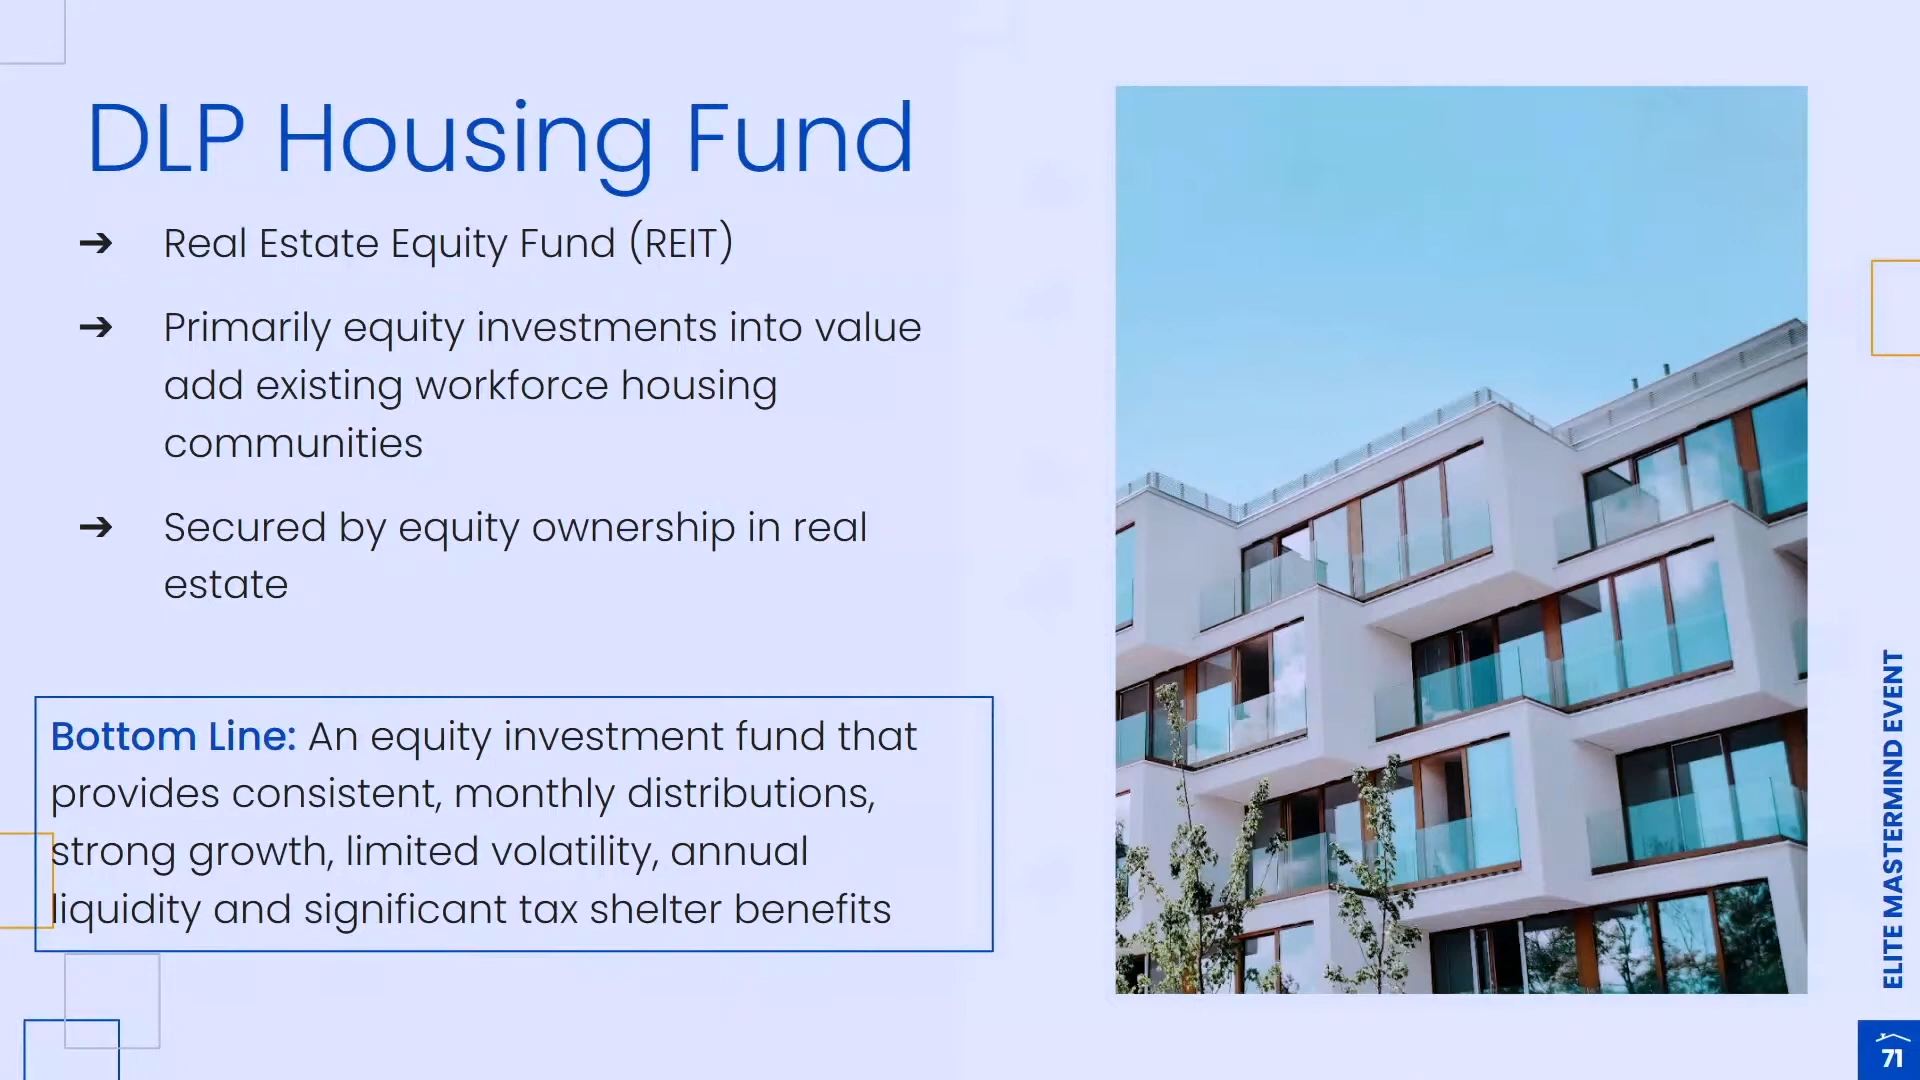 DLP Housing Fund
➔ Real Estate Equity Fund (REIT)
➔ Primarily equity investments into value
add existing workforce housing
communities
➔ Secured by equity ownership in real
estate
Bottom Line: An equity investment fund that
provides consistent, monthly distributions,
strong growth, limited volatility, annual
liquidity and significant tax shelter benefits
ELITE MASTERMIND EVENT
71